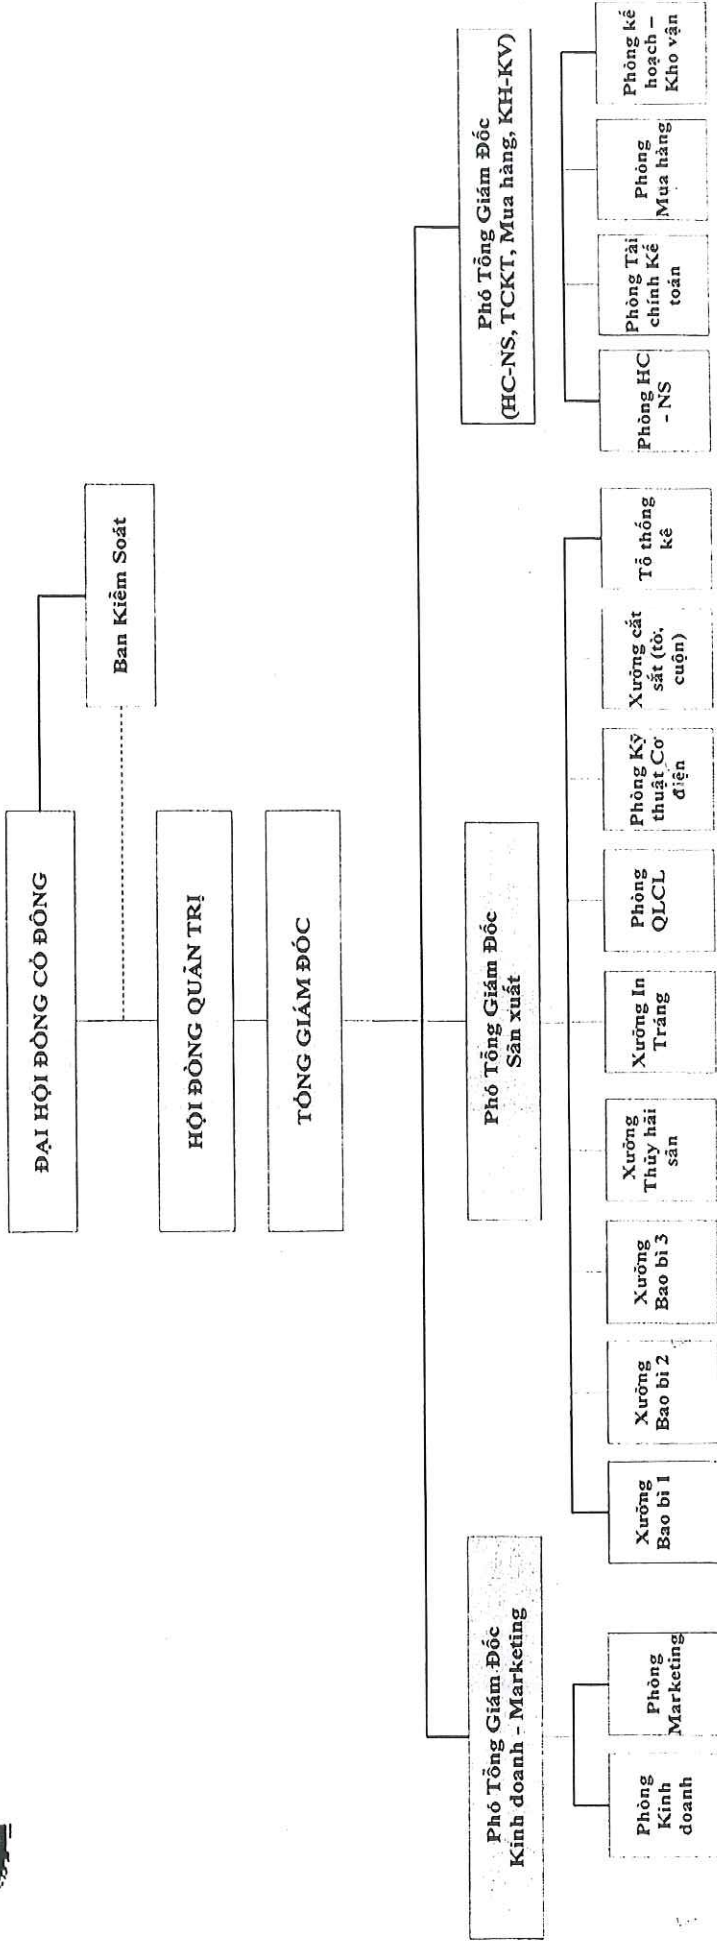 ĐẠI HỘI ĐỒNG CỔ ĐÔNG
Ban Kiểm Soát
HỘI ĐỒNG QUẢN TRỊ
TỔNG GIÁM ĐỐC
Phó Tổng Giám Đốc
Kinh doanh - Marketing
Phó Tổng Giám Đốc
Sản xuất
Phó Tổng Giám Đốc
(HC-NS, TCKT, Mua hàng, KH-KV)
Phòng
Kinh
doanh
Phòng
Marketing
Xưởng
Bao bì 1
Xưởng
Bao bì 2
Xưởng
Bao bì 3
Xưởng
Thủy hải
sản
Xưởng In
Tráng
Phòng
QLCL
Phòng Kỹ
thuật Cơ
điện
Xưởng cắt
sắt (tờ,
cuộn)
Tổ thống
kê
Phòng HC
- NS
Phòng Tài
chính Kế
toán
Phòng
Mua hàng
Phòng kế
hoạch –
Kho vận